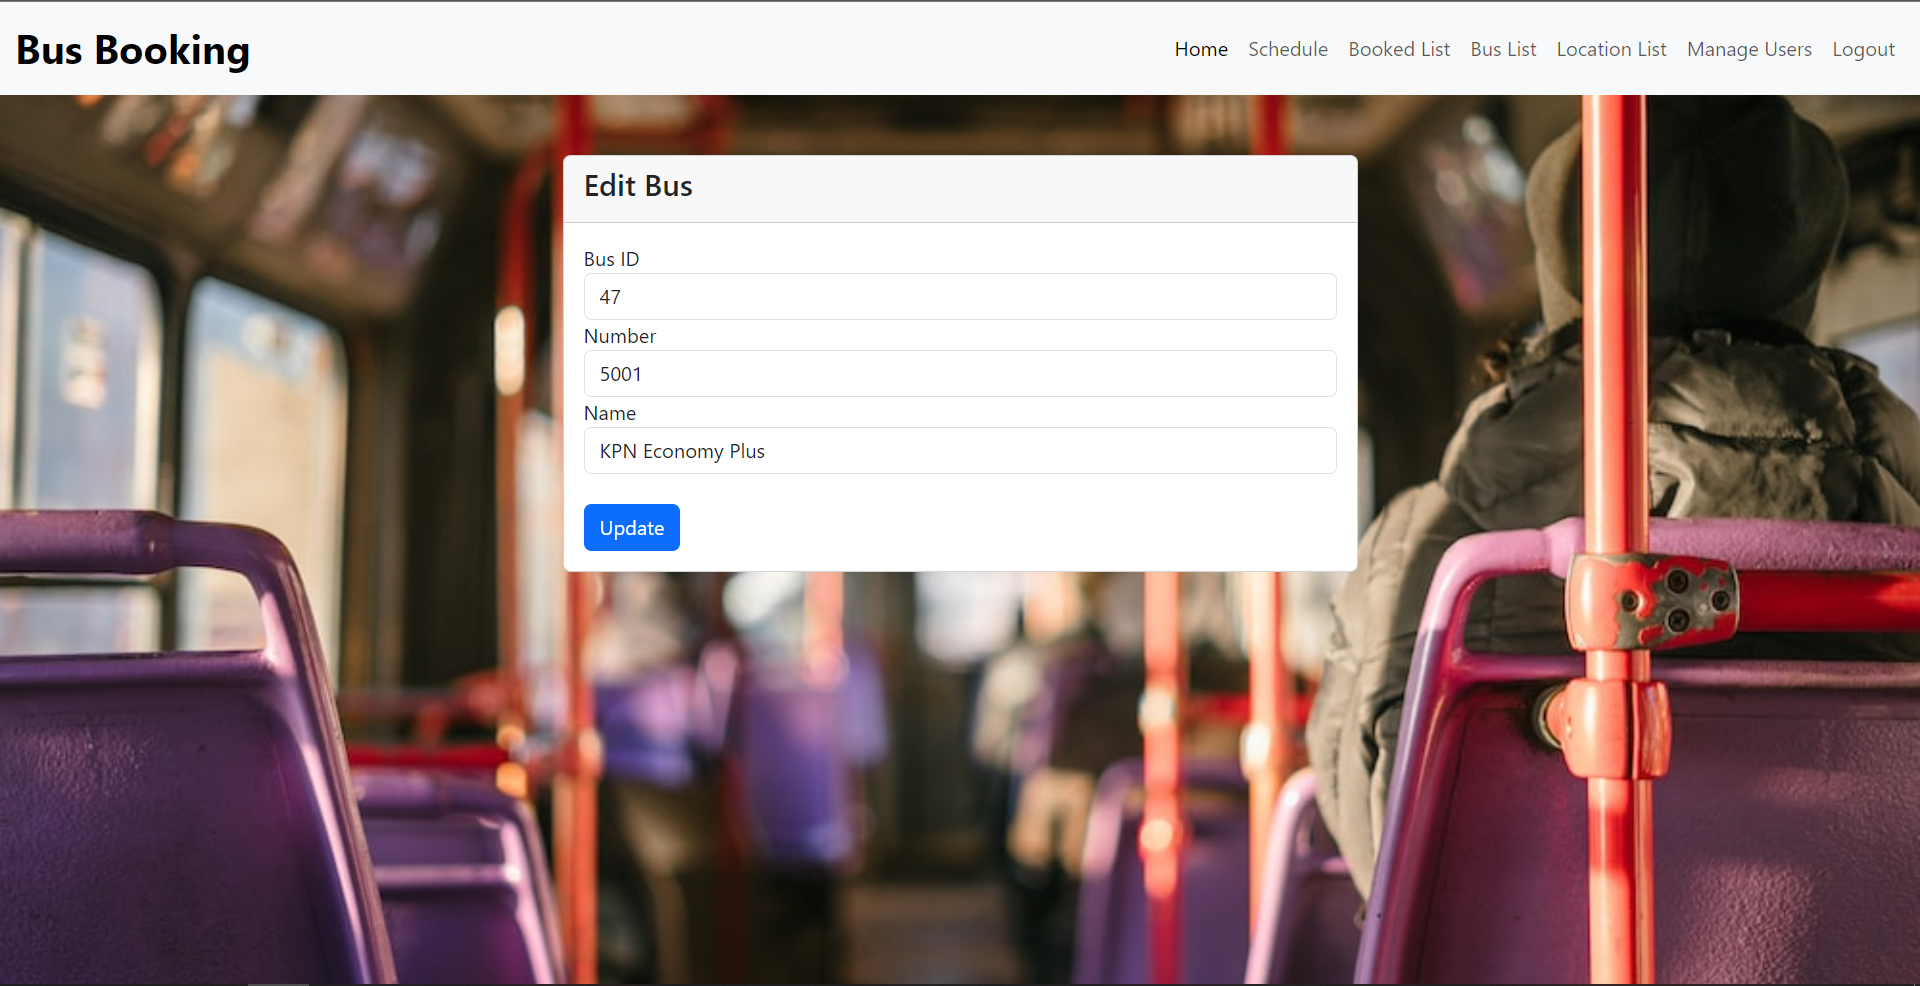 Bus Booking
Home Schedule Booked List Bus List Location List Manage Users Logout
Edit Bus
Bus ID
47
Number
5001
Name
KPN Economy Plus
Update